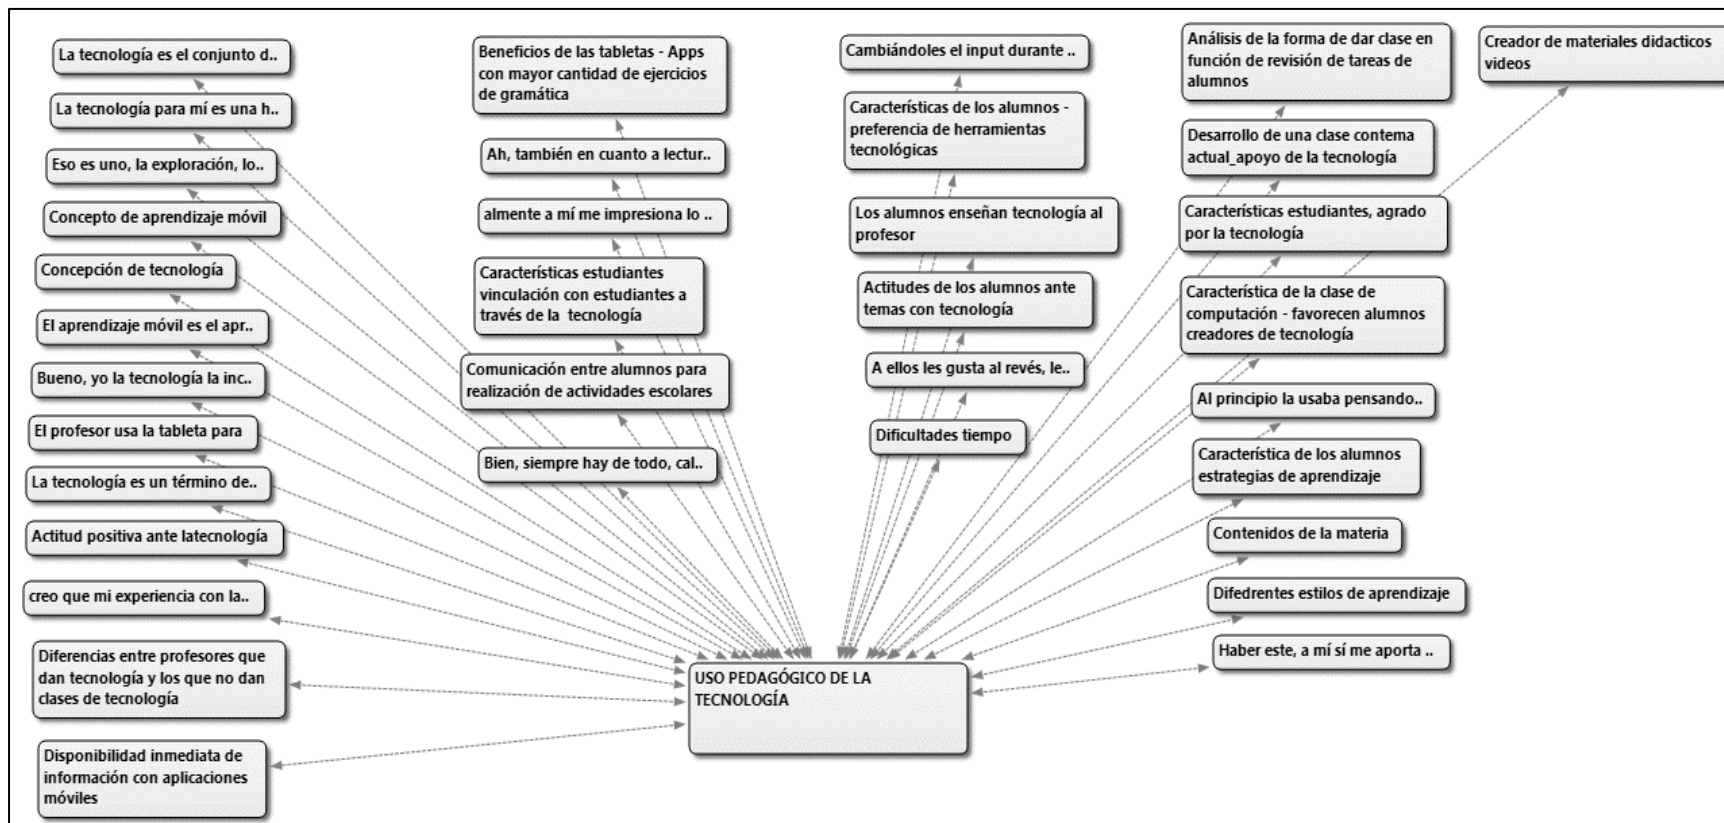 La tecnología es el conjunto d..
La tecnología para mí es una h..
Eso es uno, la exploración, lo..
Concepto de aprendizaje móvil
Concepción de tecnología
El aprendizaje móvil es el apr..
Bueno, yo la tecnología la inc..
El profesor usa la tableta para
La tecnología es un término de..
Actitud positiva ante latecnología
creo que mi experiencia con la..
Diferencias entre profesores que
dan tecnología y los que no dan
clases de tecnología
Disponibilidad inmediata de
información con aplicaciones
móviles
Beneficios de las tabletas - Apps
con mayor cantidad de ejercicios
de gramática
Ah, también en cuanto a lectur..
almente a mí me impresiona lo ..
Características estudiantes
vinculación con estudiantes a
través de la  tecnología
Comunicación entre alumnos para
realización de actividades escolares
Bien, siempre hay de todo, cal..
Cambiándoles el input durante ..
Características de los alumnos -
preferencia de herramientas
tecnológicas
Los alumnos enseñan tecnología al
profesor
Actitudes de los alumnos ante
temas con tecnología
A ellos les gusta al revés, le..
Dificultades tiempo
Análisis de la forma de dar clase en
función de revisión de tareas de
alumnos
Desarrollo de una clase contema
actual_apoyo de la tecnología
Características estudiantes, agrado
por la tecnología
Característica de la clase de
computación - favorecen alumnos
creadores de tecnología
Al principio la usaba pensando..
Característica de los alumnos
estrategias de aprendizaje
Contenidos de la materia
Difedrentes estilos de aprendizaje
Haber este, a mí sí me aporta ..
Creador de materiales didacticos
videos
USO PEDAGÓGICO DE LA
TECNOLOGÍA